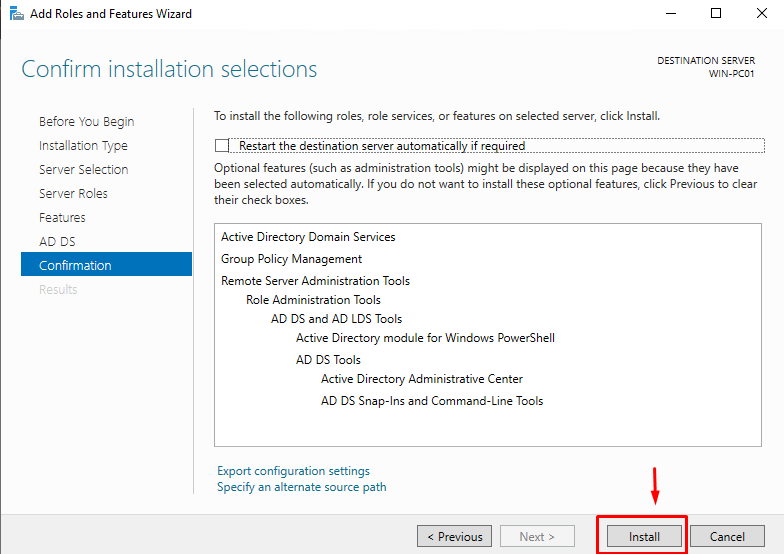 Add Roles and Features Wizard
Confirm installation selections
DESTINATION SERVER
WIN-PC01
Before You Begin
Installation Type
Server Selection
Server Roles
Features
AD DS
Confirmation
Results
To install the following roles, role services, or features on selected server, click Install.
Restart the destination server automatically if required
Optional features (such as administration tools) might be displayed on this page because they have
been selected automatically. If you do not want to install these optional features, click Previous to clear
their check boxes.
Active Directory Domain Services
Group Policy Management
Remote Server Administration Tools
Role Administration Tools
AD DS and AD LDS Tools
Active Directory module for Windows PowerShell
AD DS Tools
Active Directory Administrative Center
AD DS Snap-Ins and Command-Line Tools
Export configuration settings
Specify an alternate source path
< Previous
Next >
Install
Cancel